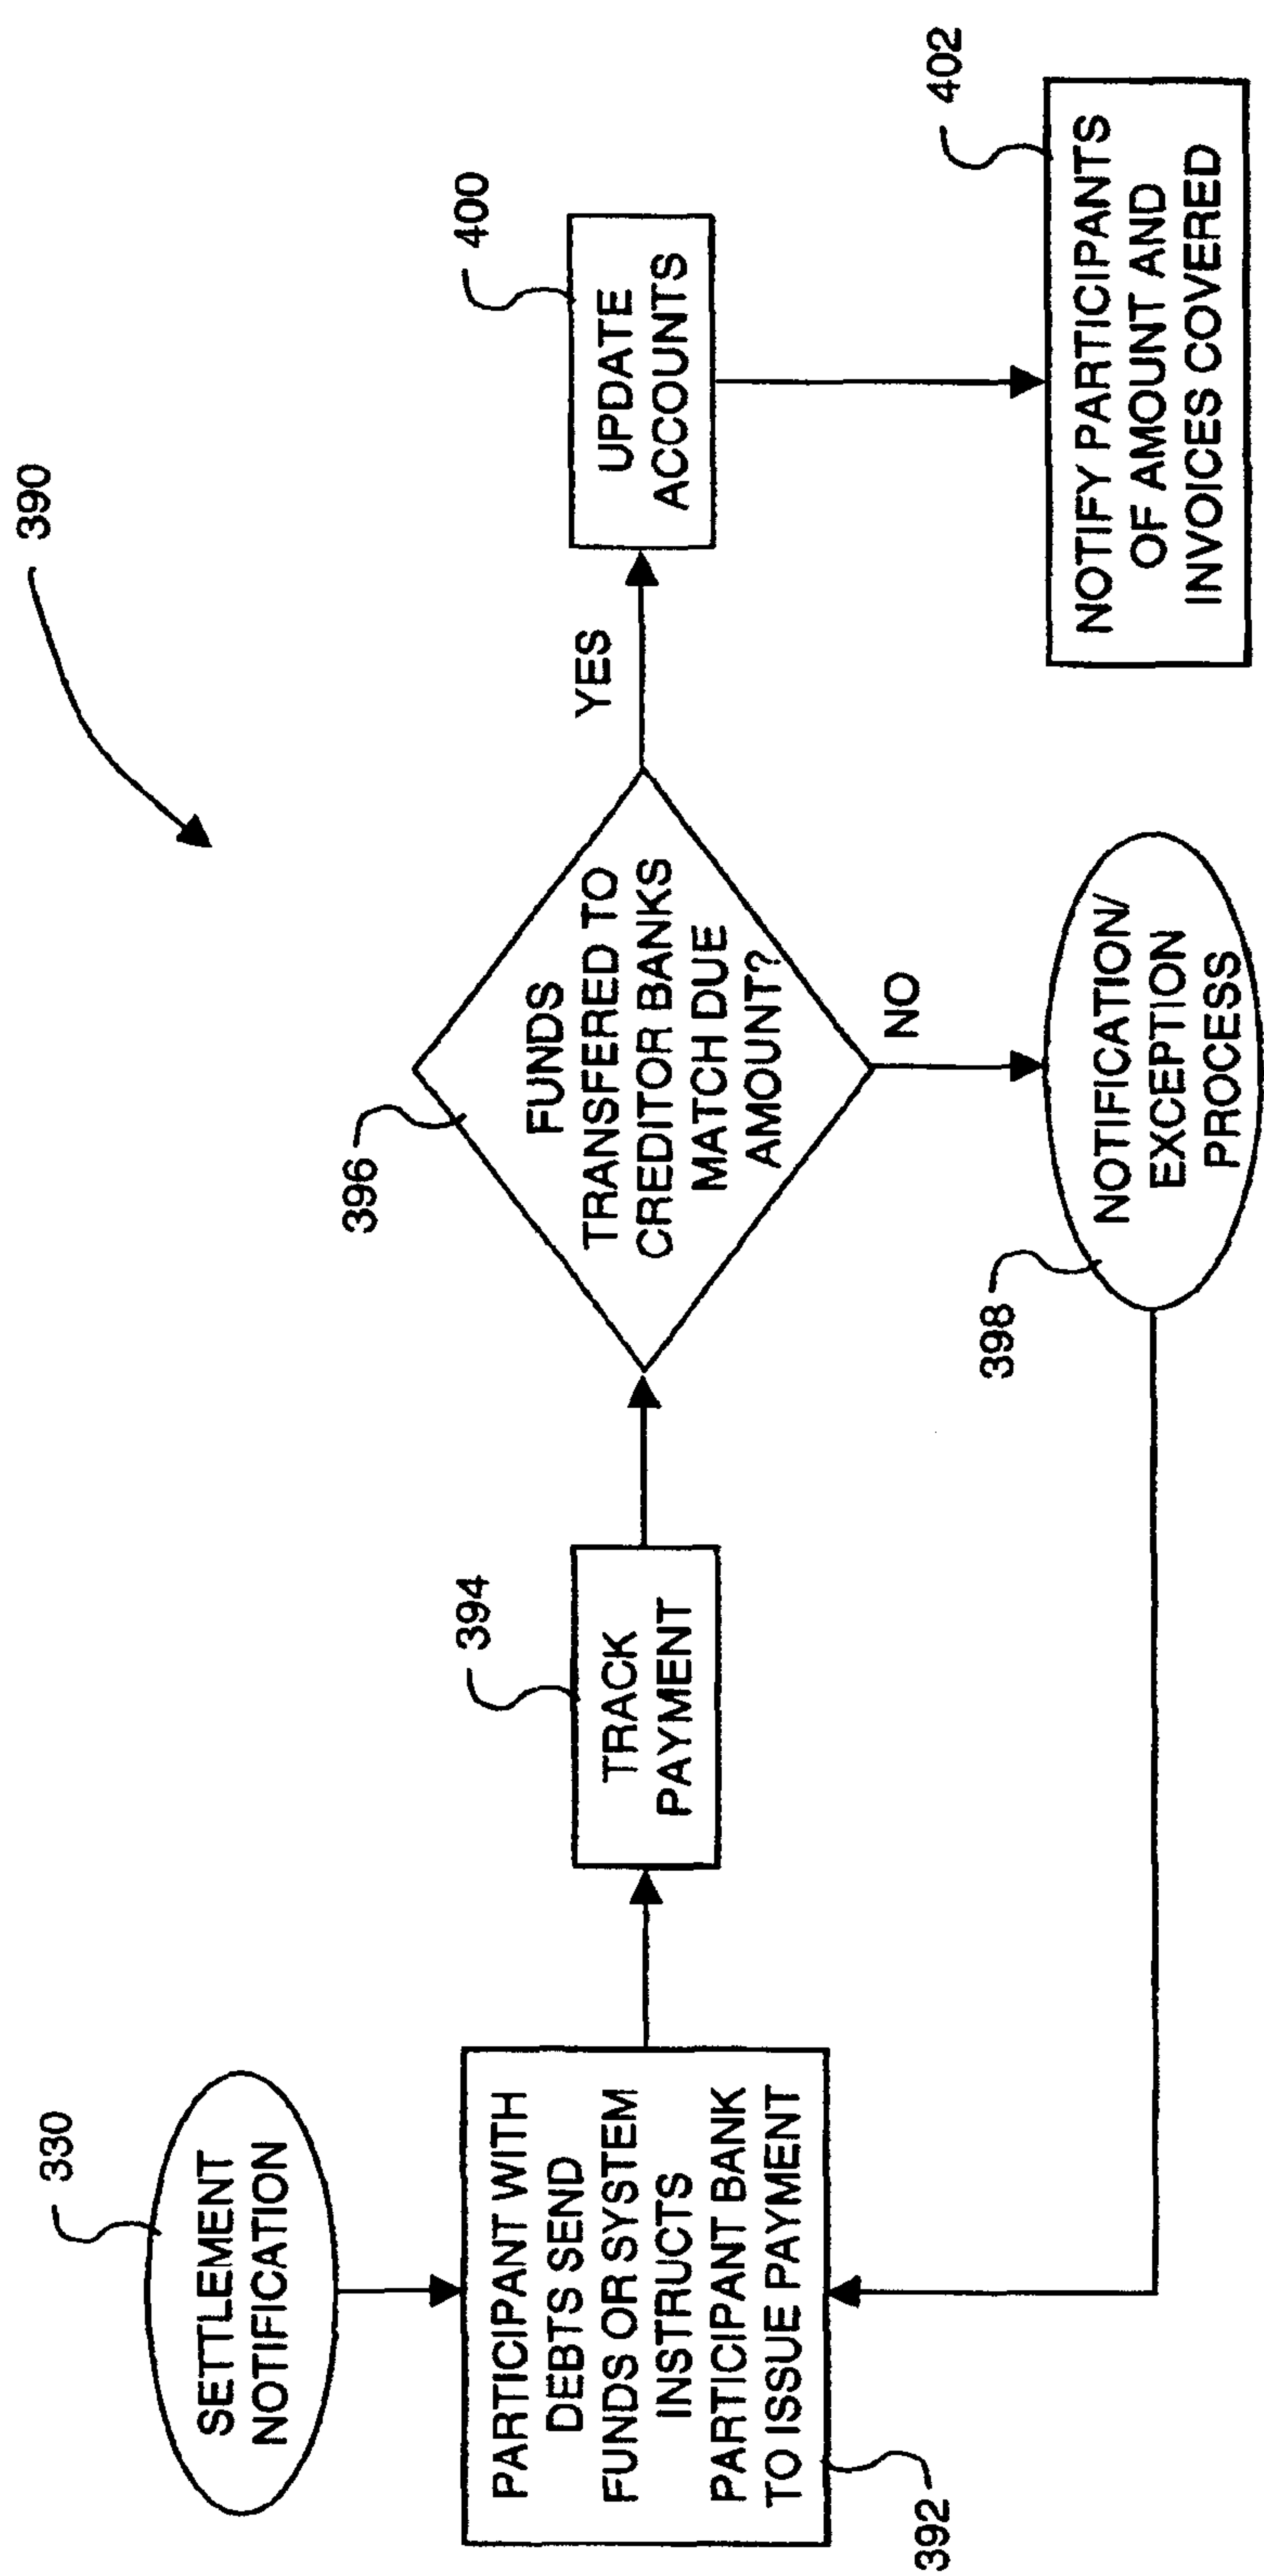 390
330
SETTLEMENT
NOTIFICATION
PARTICIPANT WITH
DEBTS SEND
FUNDS OR SYSTEM
INSTRUCTS
PARTICIPANT BANK
TO ISSUE PAYMENT
392
394
TRACK
PAYMENT
396
FUNDS
TRANSFERED TO
CREDITOR BANKS
MATCH DUE
AMOUNT?
YES
NO
398
NOTIFICATION/
EXCEPTION
PROCESS
400
UPDATE
ACCOUNTS
402
NOTIFY PARTICIPANTS
OF AMOUNT AND
INVOICES COVERED